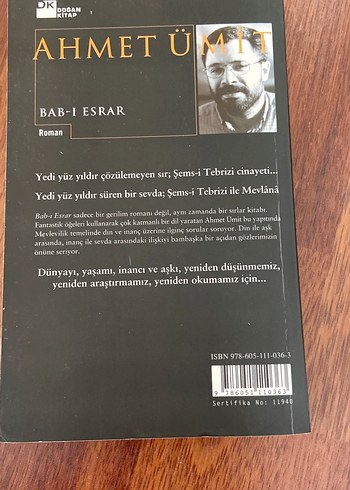 DK DOĞAN
KİTAP
AHMET ÜMİT
BAB-I ESRAR
Roman
Yedi yüz yıldır çözülemeyen sır; Şems-i Tebrizi cinayeti...
Yedi yüz yıldır süren bir sevda; Şems-i Tebrizi ile Mevlânâ
Bab-ı Esrar sadece bir gerilim romanı değil, aynı zamanda bir sırlar kitabı.
Fantastik öğeleri kullanarak çok katmanlı bir dil yaratan Ahmet Ümit bu yapıtında
Mevlevilik temelinde din ve inanç üzerine ilginç sorular soruyor. Din ile aşk
arasında, inanç ile sevda arasındaki ilişkiyi bambaşka bir açıdan gözlerimizin
önüne seriyor.
Dünyayı, yaşamı, inancı ve aşkı, yeniden düşünmemiz,
yeniden araştırmamız, yeniden okumamız için...
ISBN 978-605-111-036-3
9 786051 110363
Sertifika No: 11940